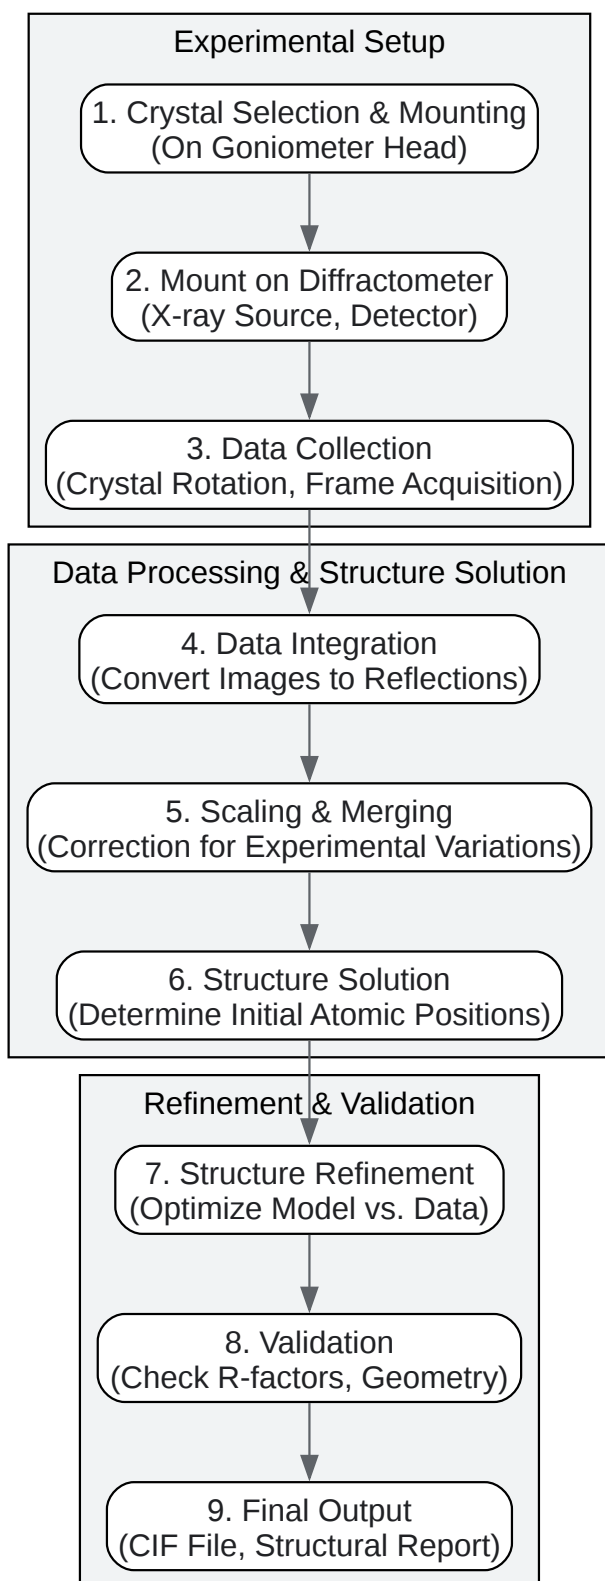 Experimental Setup
1. Crystal Selection & Mounting
(On Goniometer Head)
2. Mount on Diffractometer
(X-ray Source, Detector)
3. Data Collection
(Crystal Rotation, Frame Acquisition)
Data Processing & Structure Solution
4. Data Integration
(Convert Images to Reflections)
5. Scaling & Merging
(Correction for Experimental Variations)
6. Structure Solution
(Determine Initial Atomic Positions)
Refinement & Validation
7. Structure Refinement
(Optimize Model vs. Data)
8. Validation
(Check R-factors, Geometry)
9. Final Output
(CIF File, Structural Report)